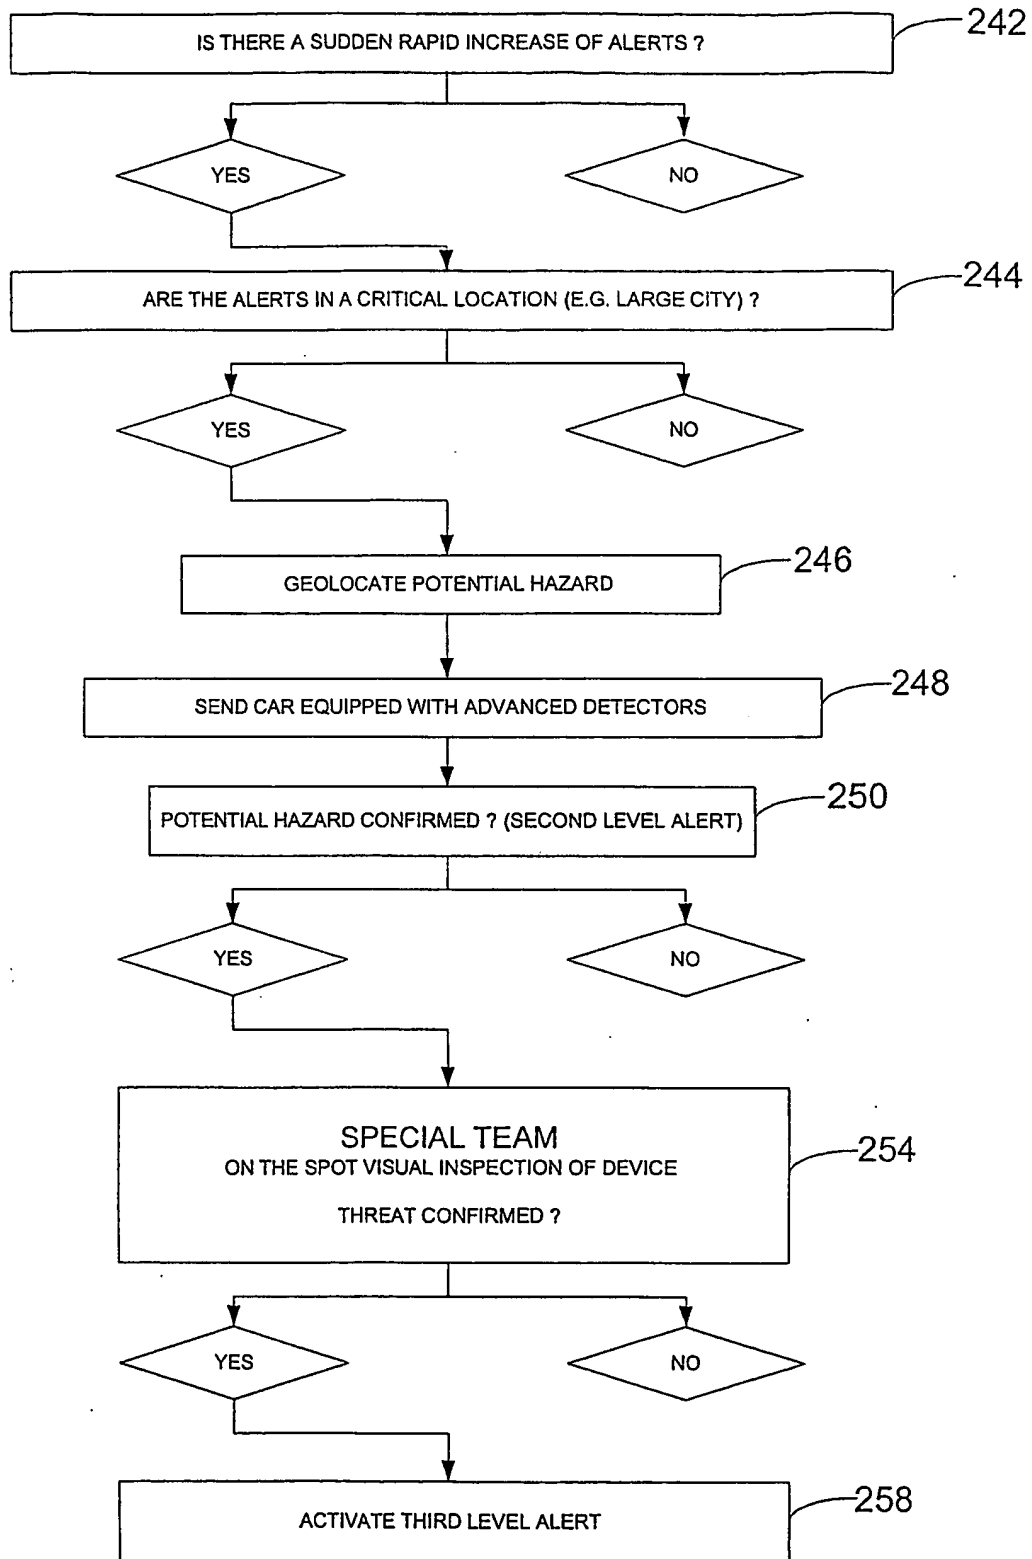 IS THERE A SUDDEN RAPID INCREASE OF ALERTS ?
242
YES
NO
ARE THE ALERTS IN A CRITICAL LOCATION (E.G. LARGE CITY) ?
244
YES
NO
GEOLOCATE POTENTIAL HAZARD
246
SEND CAR EQUIPPED WITH ADVANCED DETECTORS
248
POTENTIAL HAZARD CONFIRMED ? (SECOND LEVEL ALERT)
250
YES
NO
SPECIAL TEAM
ON THE SPOT VISUAL INSPECTION OF DEVICE
THREAT CONFIRMED ?
254
YES
NO
ACTIVATE THIRD LEVEL ALERT
258